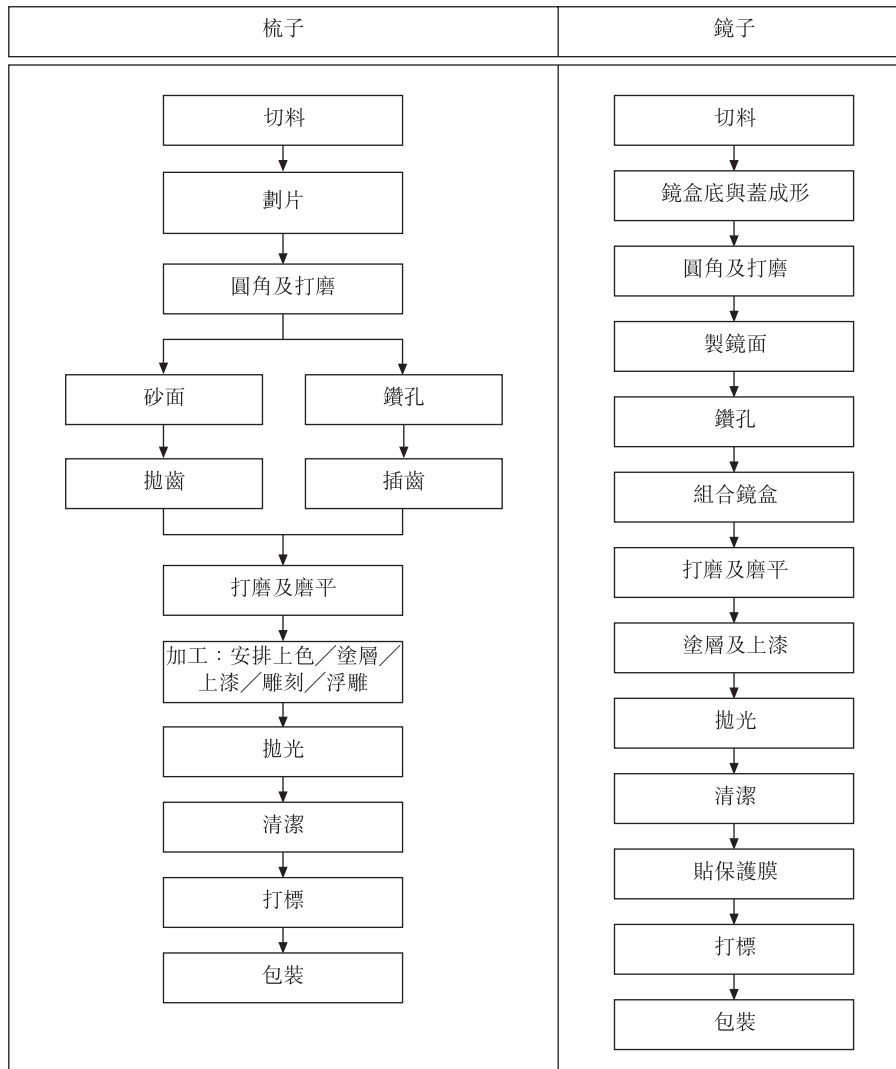 梳子
切料
劃片
圓角及打磨
砂面
鑽孔
拋齒
插齒
打磨及磨平
加工：安排上色／塗層／
上漆／雕刻／浮雕
拋光
清潔
打標
包裝
鏡子
切料
鏡盒底與蓋成形
圓角及打磨
製鏡面
鑽孔
組合鏡盒
打磨及磨平
塗層及上漆
拋光
清潔
貼保護膜
打標
包裝